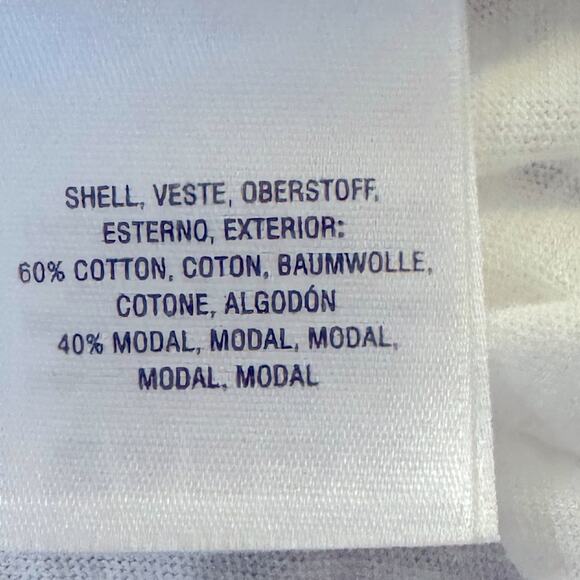 SHELL, VESTE, OBERSTOFF,
ESTERNO, EXTERIOR:
60% COTTON, COTON, BAUMWOLLE,
COTONE, ALGODÓN
40% MODAL, MODAL, MODAL,
MODAL, MODAL